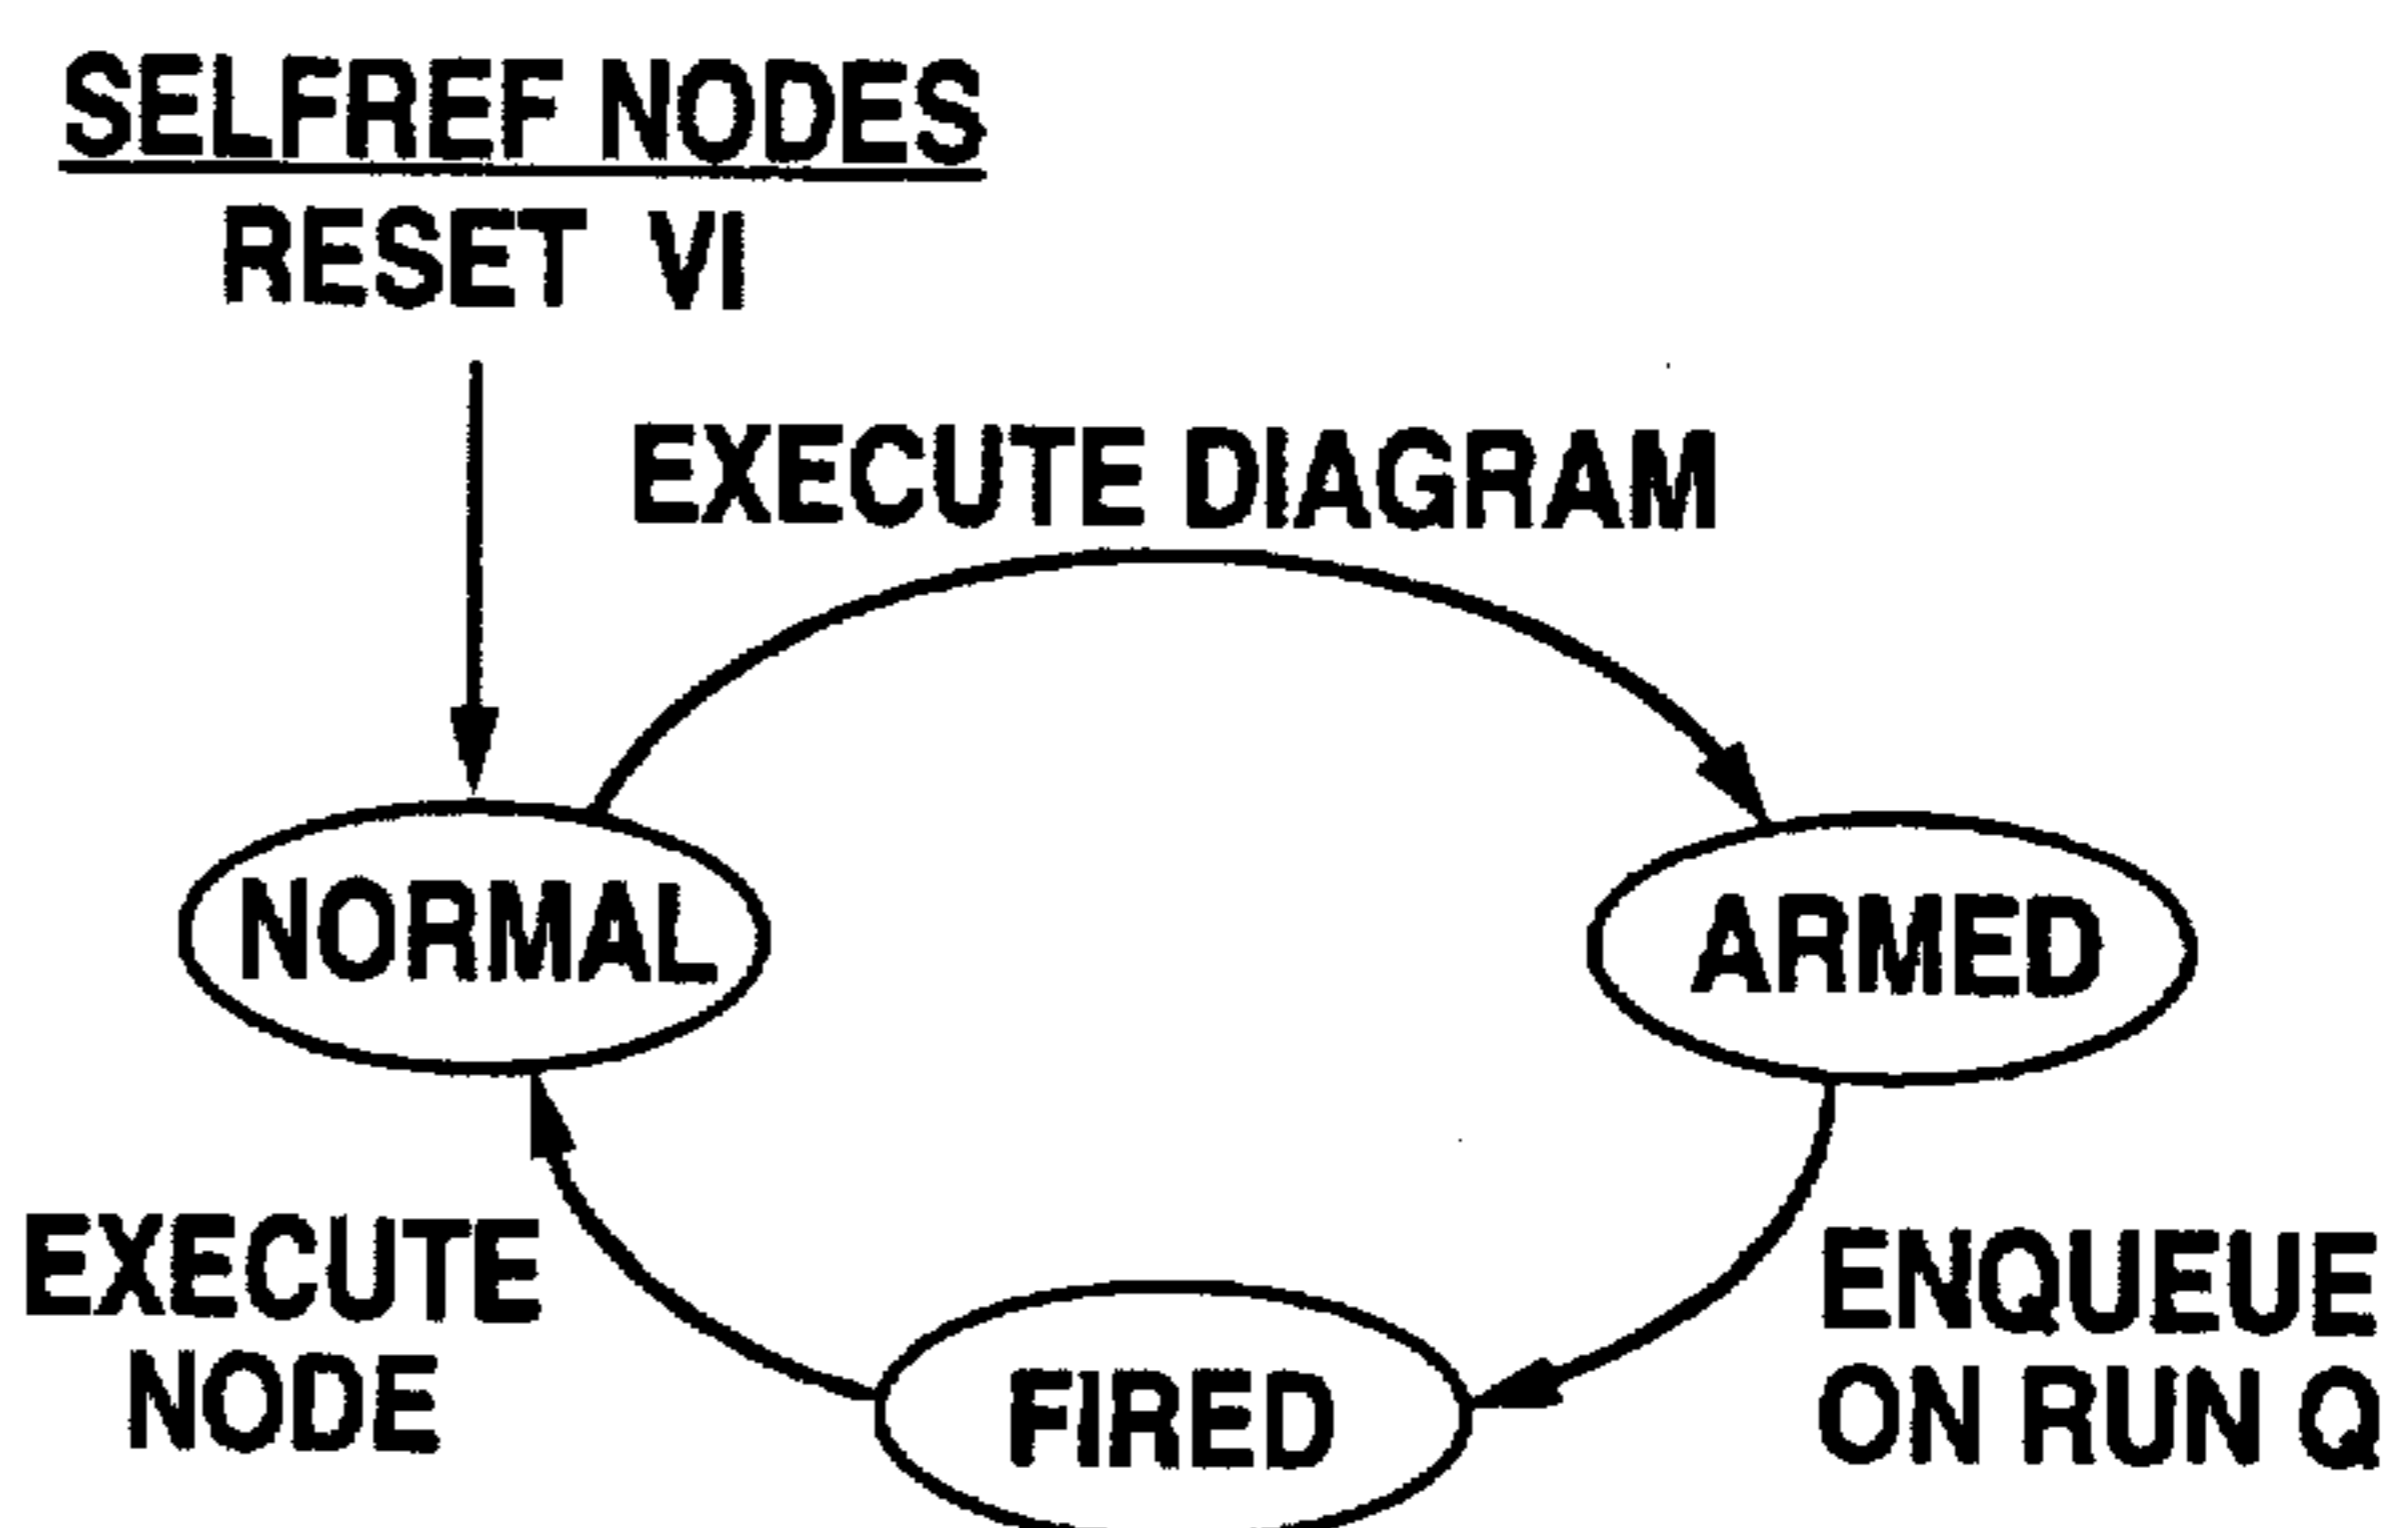 SELFREF NODES
RESET VI
EXECUTE DIAGRAM
NORMAL
ARMED
EXECUTE
NODE
FIRED
ENQUEUE
ON RUN Q